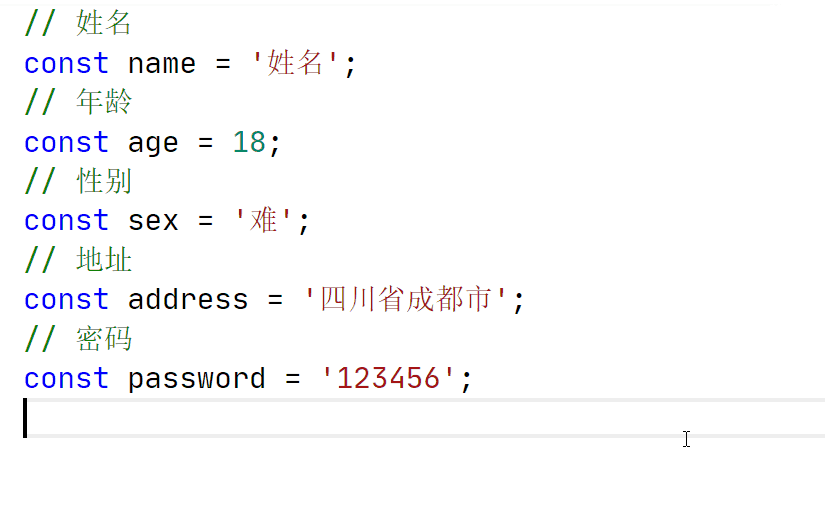 // 姓名
const name = '姓名';
// 年龄
const age = 18;
// 性别
const sex = '难';
// 地址
const address = '四川省成都市';
// 密码
const password = '123456';